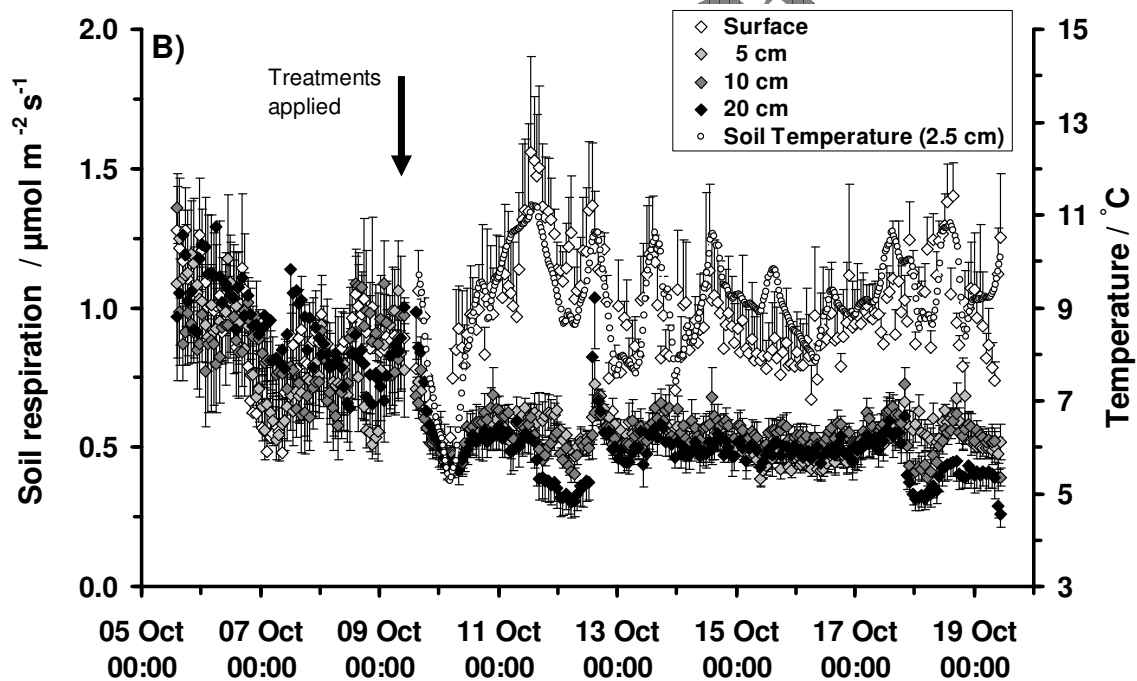 B)
Treatments
applied
Surface
5 cm
10 cm
20 cm
Soil Temperature (2.5 cm)
Soil respiration / µmol m -2 s-1
2.0
1.5
1.0
0.5
0.0
15
13
11
9
7
5
3
Temperature / °C
05 Oct 07 Oct 09 Oct 11 Oct 13 Oct 15 Oct 17 Oct 19 Oct
00:00 00:00 00:00 00:00 00:00 00:00 00:00 00:00